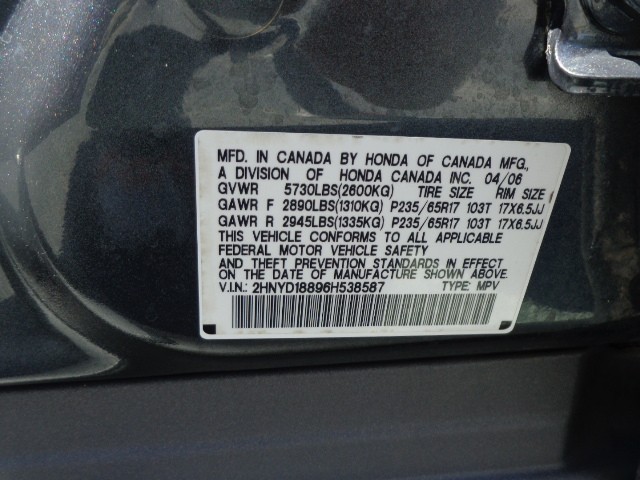 MFD. IN CANADA BY HONDA OF CANADA MFG.,
A DIVISION OF HONDA CANADA INC. 04/06
GVWR 5730LBS(2600KG) TIRE SIZE RIM SIZE
GAWR F 2890LBS(1310KG) P235/65R17 103T 17X6.5JJ
GAWR R 2945LBS(1335KG) P235/65R17 103T 17X6.5JJ
THIS VEHICLE CONFORMS TO ALL APPLICABLE
FEDERAL MOTOR VEHICLE SAFETY
AND THEFT PREVENTION STANDARDS IN EFFECT
ON THE DATE OF MANUFACTURE SHOWN ABOVE.
V.I.N.: 2HNYD18896H538587 TYPE: MPV